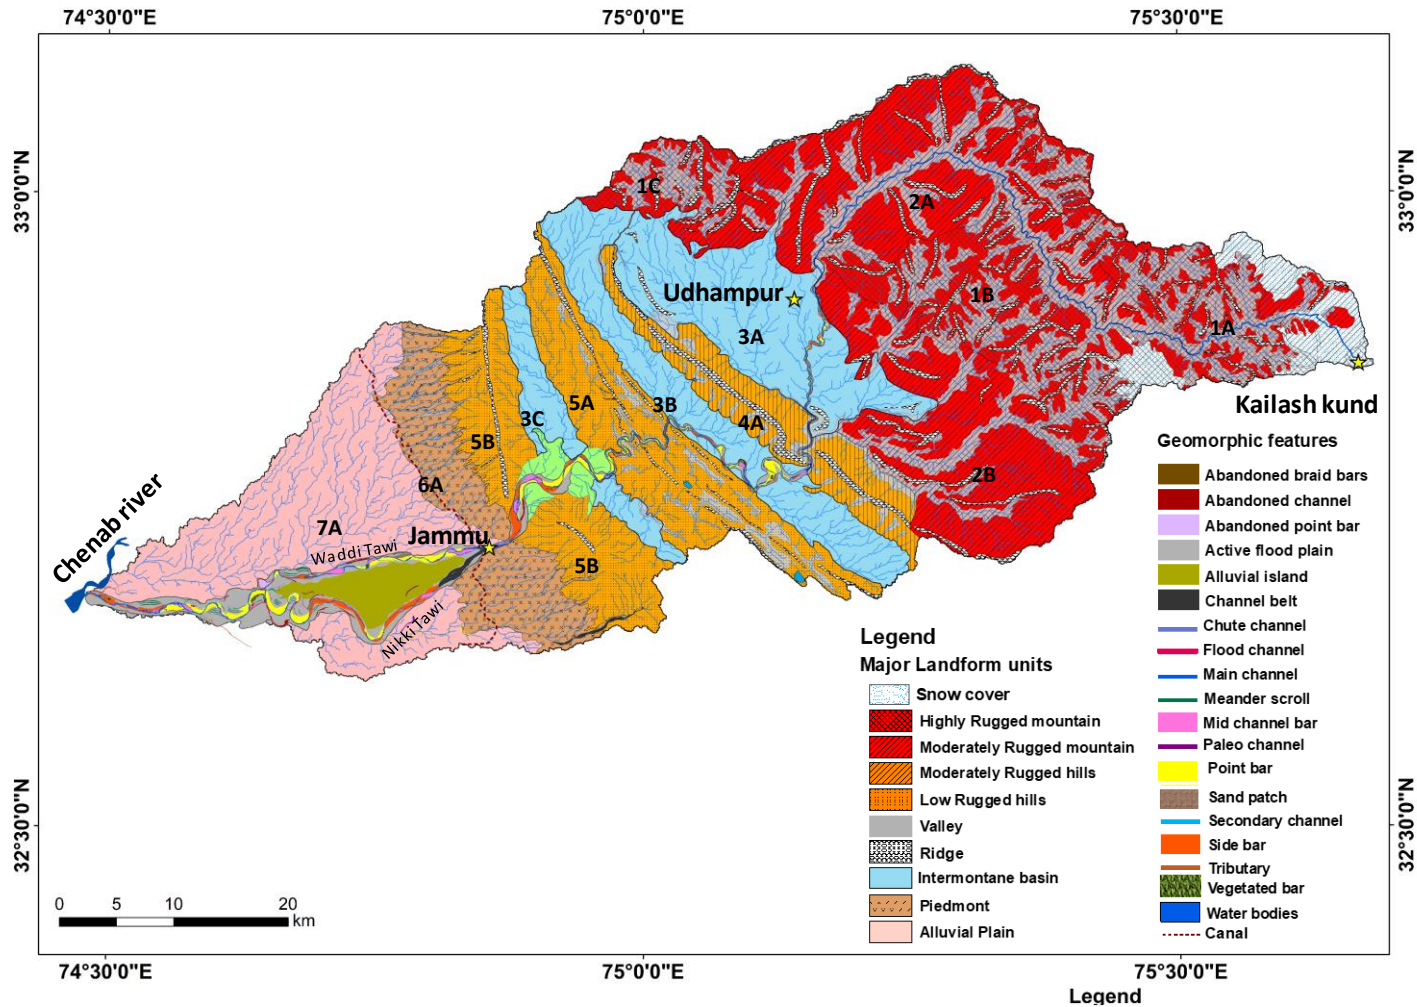 74°30'0"E
75°0'0"E
75°30'0"E
33°0'0"N
33°0'0"N
1C
2A
Udhampur
1B
3A
1A
Kailash kund
5A
3B
3C
4A
5B
6A
2B
7A
Chenab river
Waddi Tawi
Jammu
5B
Nikki Tawi
Legend
Major Landform units
Snow cover
Highly Rugged mountain
Moderately Rugged mountain
Moderately Rugged hills
Low Rugged hills
Valley
Ridge
Intermontane basin
Piedmont
Alluvial Plain
Geomorphic features
Abandoned braid bars
Abandoned channel
Abandoned point bar
Active flood plain
Alluvial island
Channel belt
Chute channel
Flood channel
Main channel
Meander scroll
Mid channel bar
Paleo channel
Point bar
Sand patch
Secondary channel
Side bar
Tributary
Vegetated bar
Water bodies
Canal
32°30'0"N
32°30'0"N
0 5 10 20
km
74°30'0"E
75°0'0"E
75°30'0"E
Legend